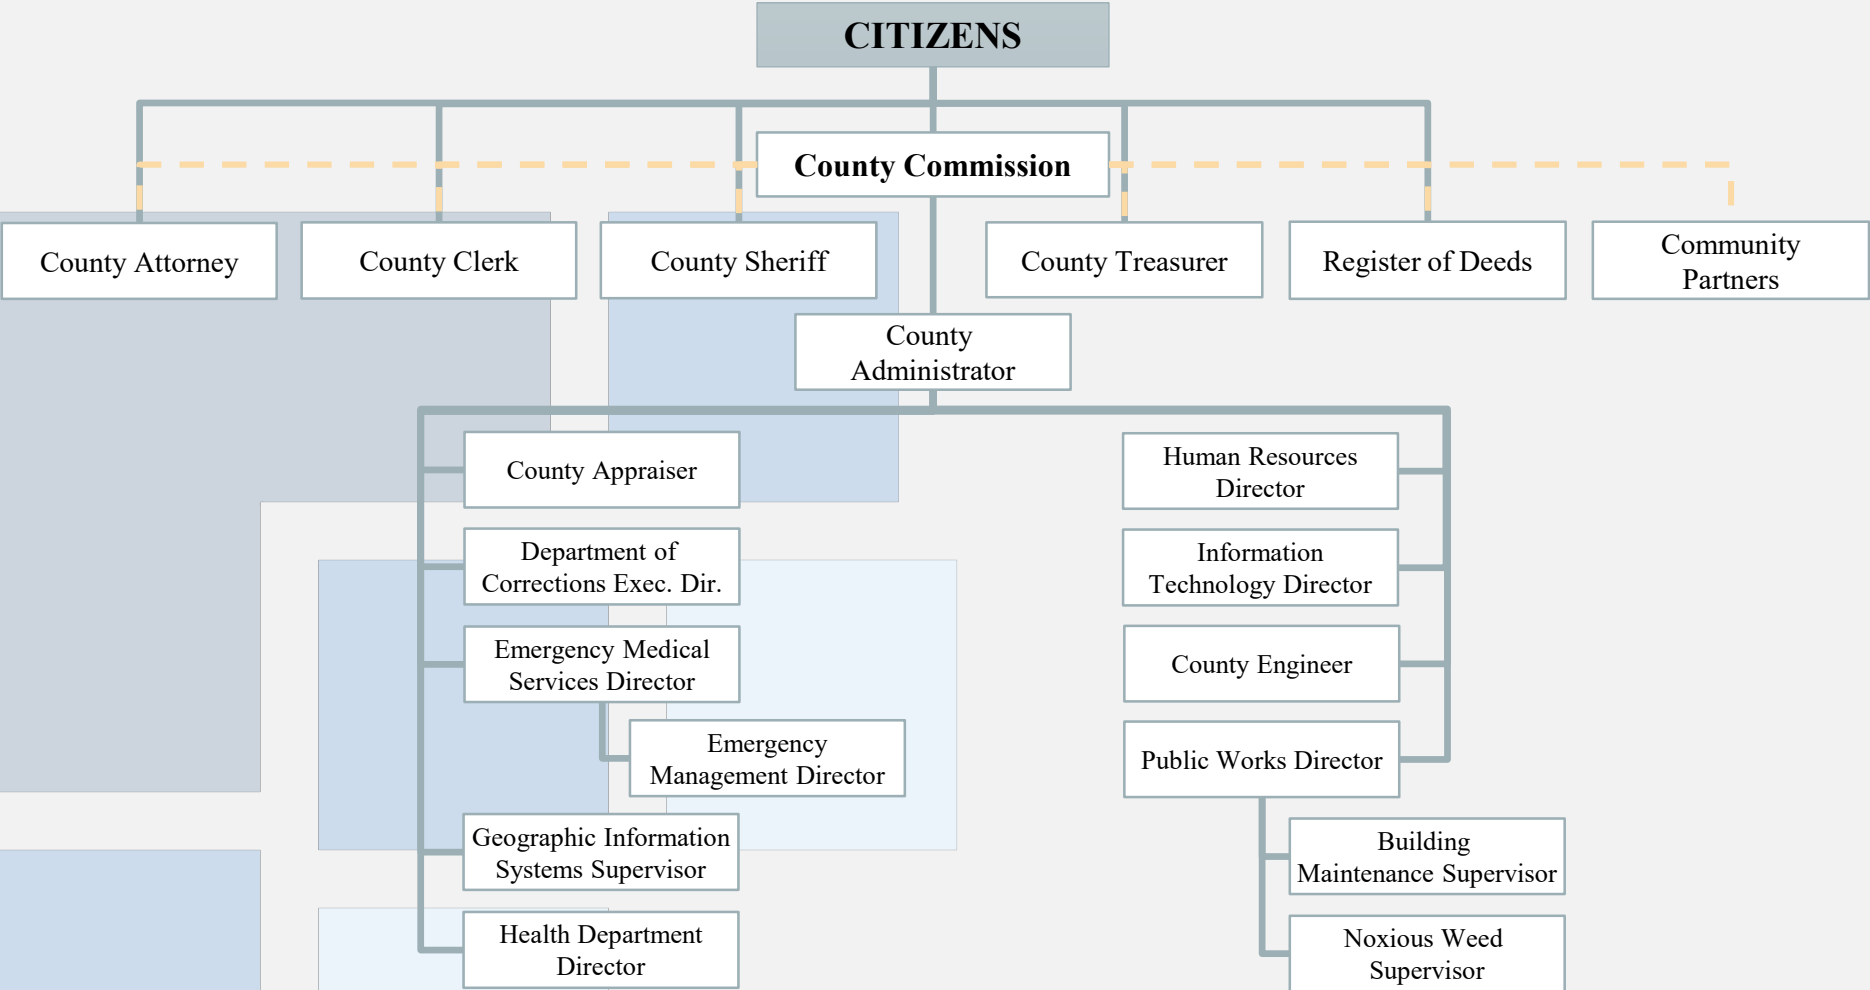 CITIZENS
County Commission
County Attorney
County Clerk
County Sheriff
County Treasurer
Register of Deeds
Community
Partners
County
Administrator
County Appraiser
Department of
Corrections Exec. Dir.
Emergency Medical
Services Director
Emergency
Management Director
Geographic Information
Systems Supervisor
Health Department
Director
Human Resources
Director
Information
Technology Director
County Engineer
Public Works Director
Building
Maintenance Supervisor
Noxious Weed
Supervisor